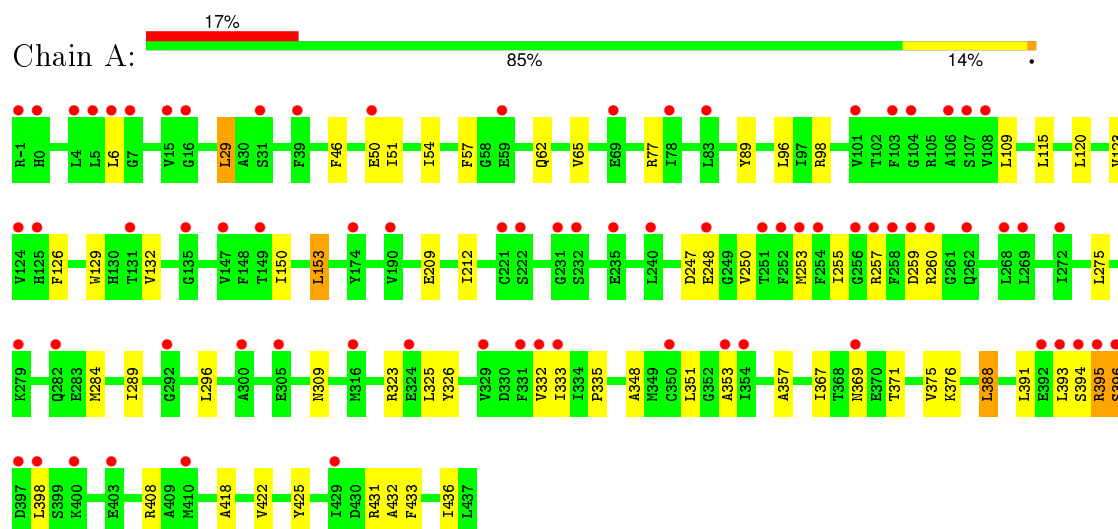 17%
Chain A:
85% 14% •
R-1 H0 L4 L5 L6 G7 V15 G16 L29 A30 S31 F39 F46 E50 I51 I54 F57 G58 E59 Q62 V65 E69 R77 I78 L83 Y89 L96 I97 R98 V101 T102 F103 G104 R105 A106 S107 V108 L109 L115 L120 V123
V124 H125 F126 W129 H130 T131 V132 G135 V147 F148 T149 I150 L153 Y174 V190 E209 I212 C221 S222 G231 S232 E235 L240 D247 E248 G249 V250 T251 F252 M253 F254 I255 G256 R257 F258 D259 R260 G261 Q262 L268 L269 I272 L275
K279 Q282 E283 M284 I289 G292 L296 A300 E305 N309 M316 R323 E324 L325 Y326 V329 D330 F331 V332 I333 I334 P335 A348 M349 C350 L351 G352 A353 I354 A357 I367 T368 N369 E370 T371 V375 K376 L388 L391 E392 L393 S394 R395 S396
D397 L398 S399 K400 E403 R408 A409 M410 A418 V422 Y425 I429 D430 R431 A432 F433 I436 L437